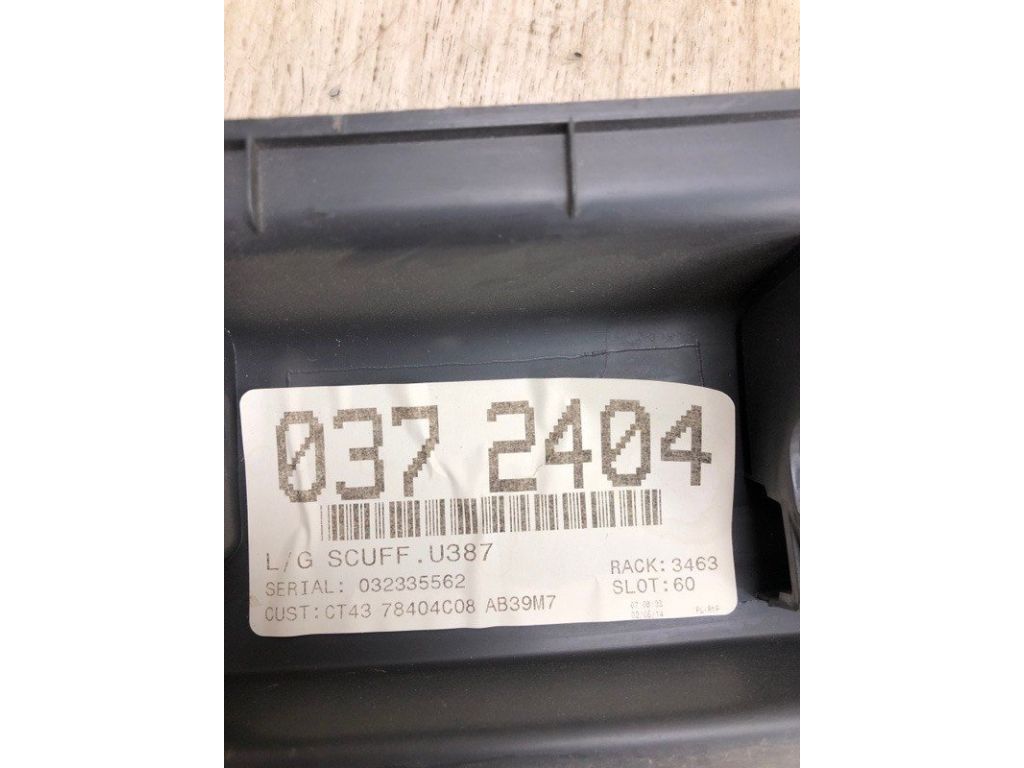 037 2404
L/G SCUFF.U387
RACK:3463
SERIAL: 032335562
SLOT:60
CUST:CT43 78404C08 AB39M7